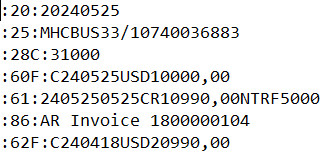 :20:20240525
:25:MHCBUS33/10740036883
:28C:31000
:60F:C240525USD10000,00
:61:2405250525CR10990,00NTRF5000
:86:AR Invoice 1800000104
:62F:C240418USD20990,00